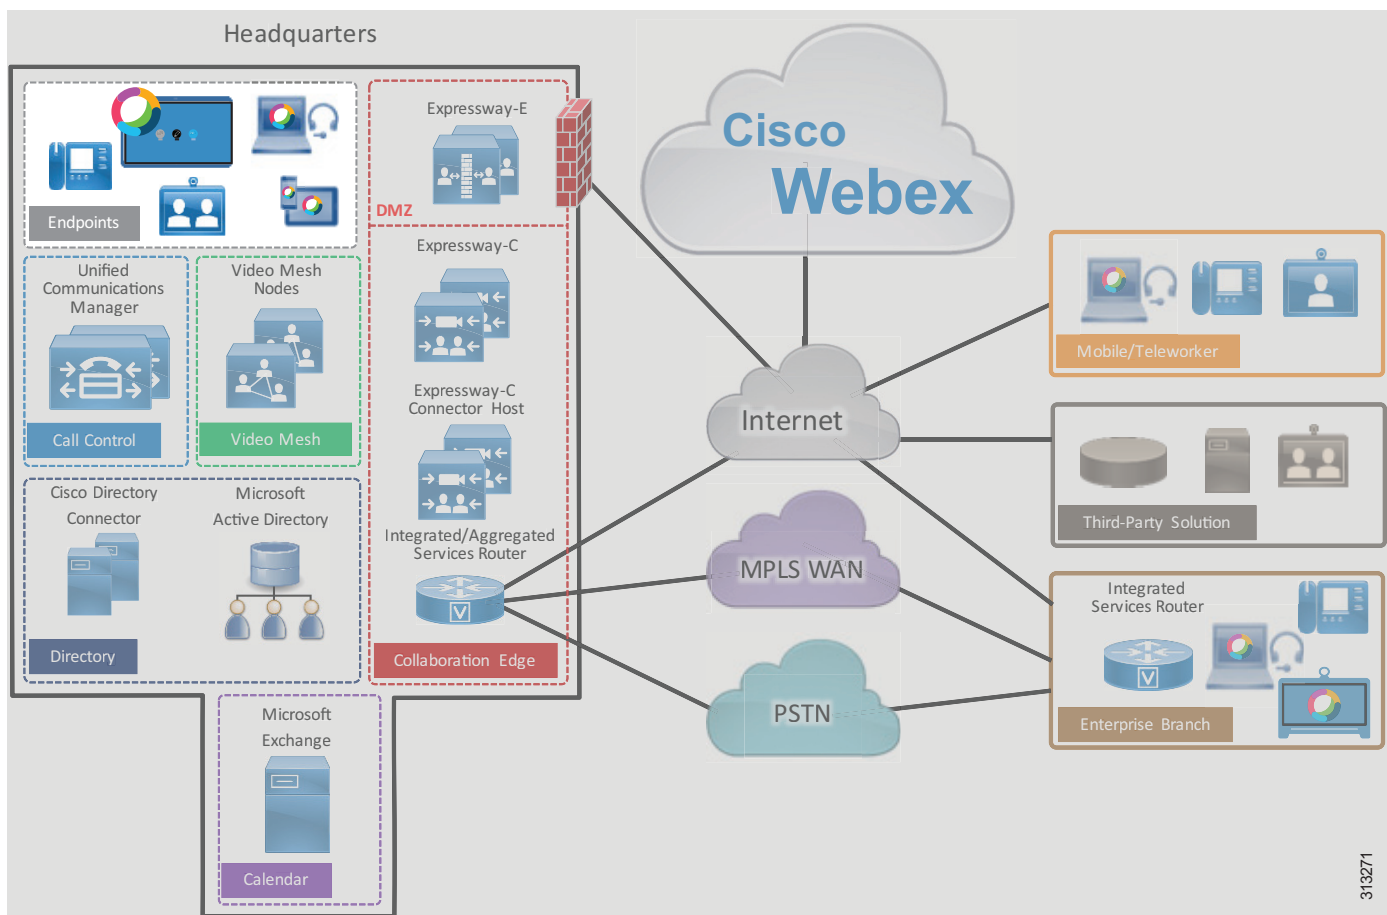 Headquarters
Endpoints
Expressway-E
DMZ
Unified
Communications
Manager
Call Control
Video Mesh
Nodes
Video Mesh
Expressway-C
Expressway-C
Connector Host
Integrated/Aggregated
Services Router
V
Collaboration Edge
Cisco Directory
Connector
Microsoft
Active Directory
Directory
Microsoft
Exchange
Calendar
Cisco
Webex
Internet
MPLS WAN
PSTN
Mobile/Teleworker
Third-Party Solution
Integrated
Services Router
V
Enterprise Branch
313271